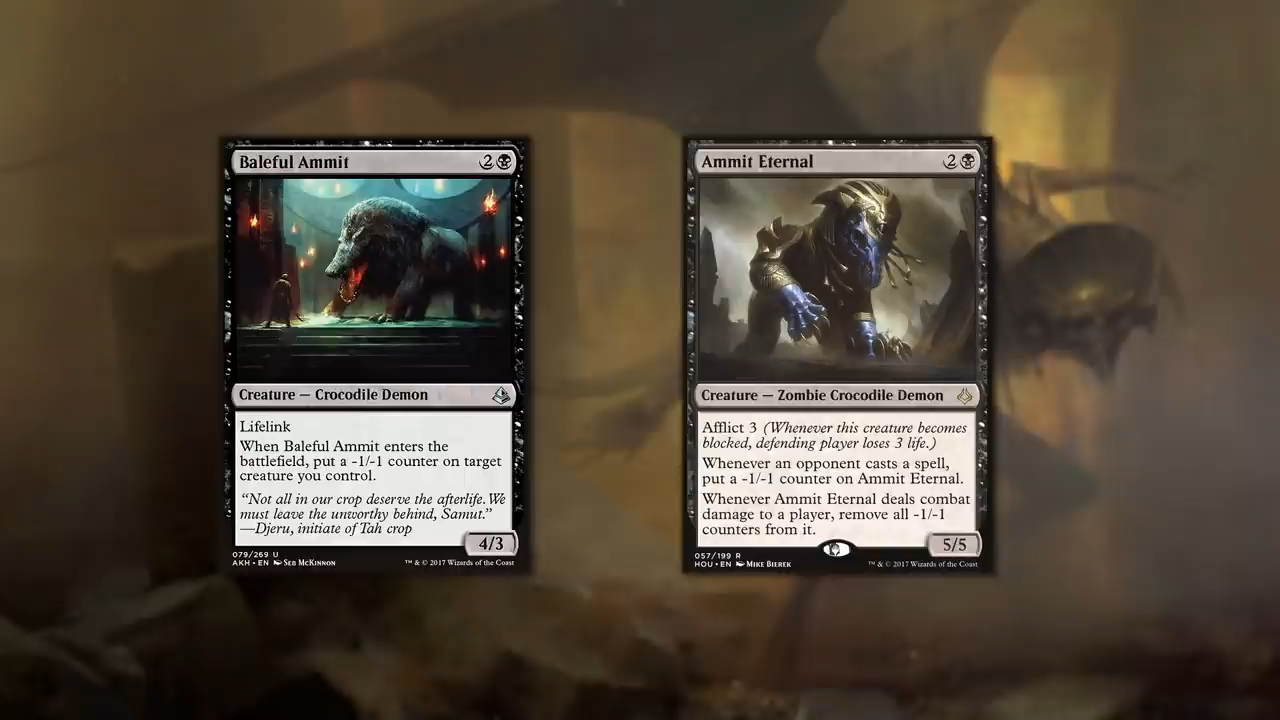 Baleful Ammit 2
Creature — Crocodile Demon
Lifelink
When Baleful Ammit enters the
battlefield, put a -1/-1 counter on target
creature you control.
“Not all in our crop deserve the afterlife. We
must leave the unworthy behind, Samut.”
—Djeru, initiate of Tah crop
4/3
079/269 U
AKH • EN Seb McKinnon ™ & © 2017 Wizards of the Coast
Ammit Eternal 2
Creature — Zombie Crocodile Demon
Afflict 3 (Whenever this creature becomes
blocked, defending player loses 3 life.)
Whenever an opponent casts a spell,
put a -1/-1 counter on Ammit Eternal.
Whenever Ammit Eternal deals combat
damage to a player, remove all -1/-1
counters from it.
5/5
057/199 R
HOU • EN Mike Bierek ™ & © 2017 Wizards of the Coast